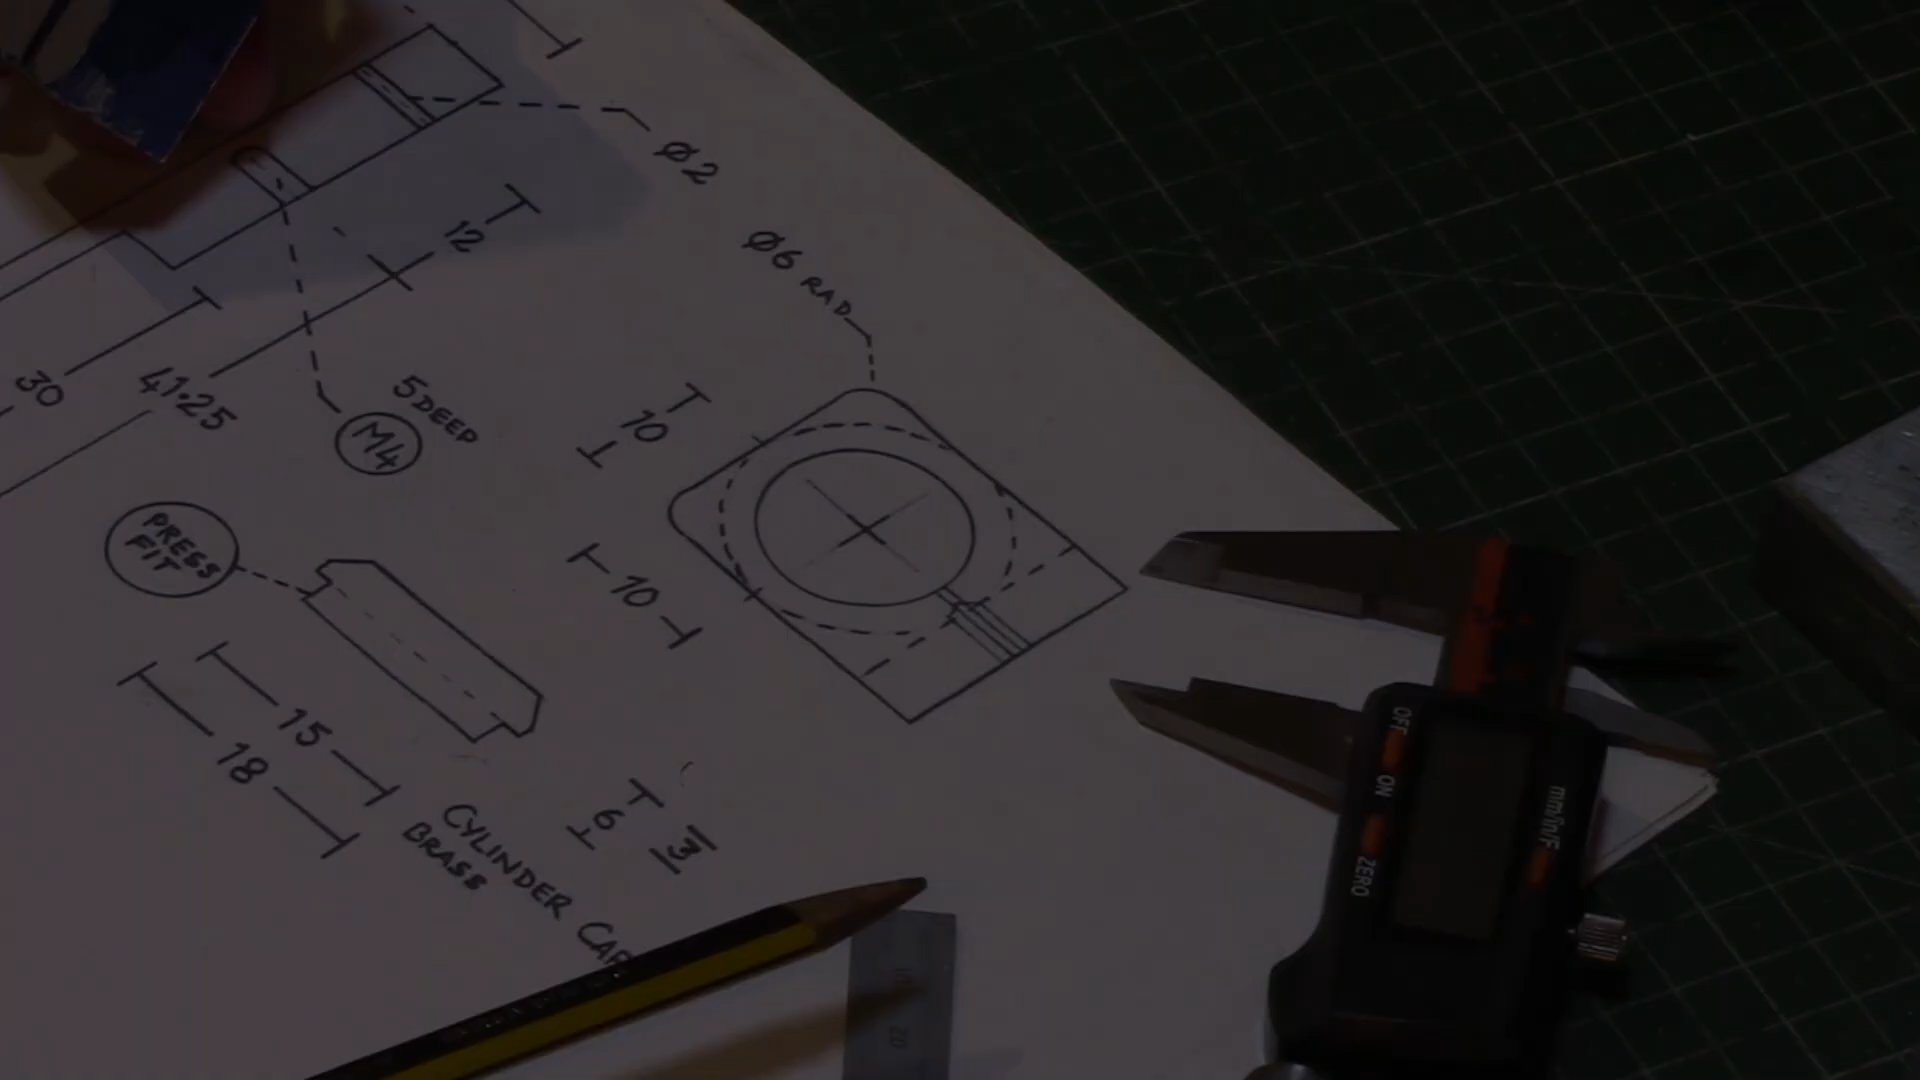 Ø2
12
Ø6 RAD
30
41.25
5 DEEP
M4
10
10
PRESS
FIT
15
18
6
3
CYLINDER CAP
BRASS
OFF
ON
ZERO
mm/in/F
20